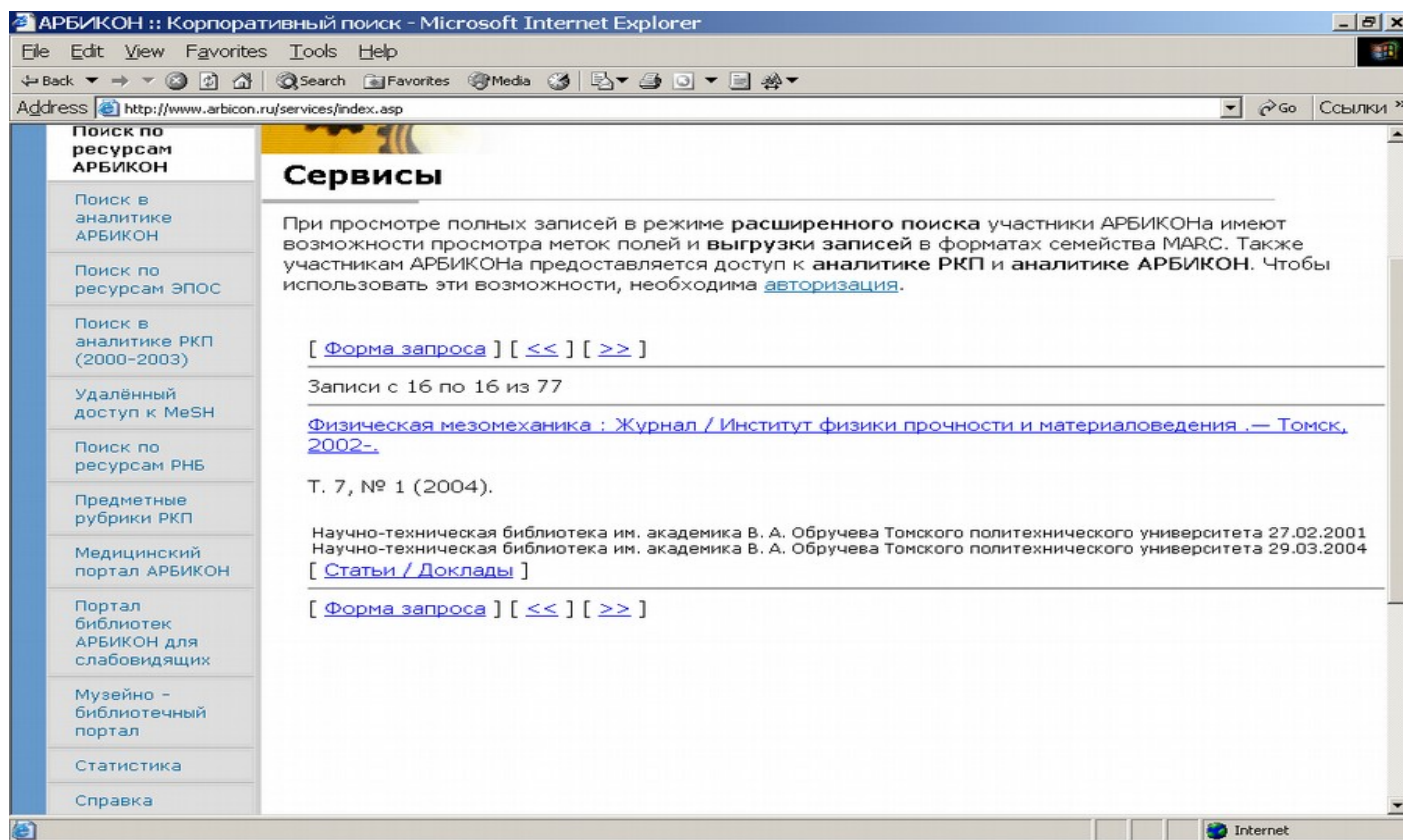 АРБИКОН :: Корпоративный поиск - Microsoft Internet Explorer
File Edit View Favorites Tools Help
Back Search Favorites Media
Address http://www.arbicon.ru/services/index.asp Go Ссылки »
Поиск по
ресурсам
АРБИКОН
Поиск в
аналитике
АРБИКОН
Поиск по
ресурсам ЭПОС
Поиск в
аналитике РКП
(2000-2003)
Удалённый
доступ к MeSH
Поиск по
ресурсам РНБ
Предметные
рубрики РКП
Медицинский
портал АРБИКОН
Портал
библиотек
АРБИКОН для
слабовидящих
Музейно -
библиотечный
портал
Статистика
Справка
Сервисы
При просмотре полных записей в режиме расширенного поиска участники АРБИКОНа имеют
возможности просмотра меток полей и выгрузки записей в форматах семейства MARC. Также
участникам АРБИКОНа предоставляется доступ к аналитике РКП и аналитике АРБИКОН. Чтобы
использовать эти возможности, необходима авторизация.
[ Форма запроса ] [ << ] [ >> ]
Записи с 16 по 16 из 77
Физическая мезомеханика : Журнал / Институт физики прочности и материаловедения .— Томск,
2002-.
Т. 7, № 1 (2004).
Научно-техническая библиотека им. академика В. А. Обручева Томского политехнического университета 27.02.2001
Научно-техническая библиотека им. академика В. А. Обручева Томского политехнического университета 29.03.2004
[ Статьи / Доклады ]
[ Форма запроса ] [ << ] [ >> ]
Internet